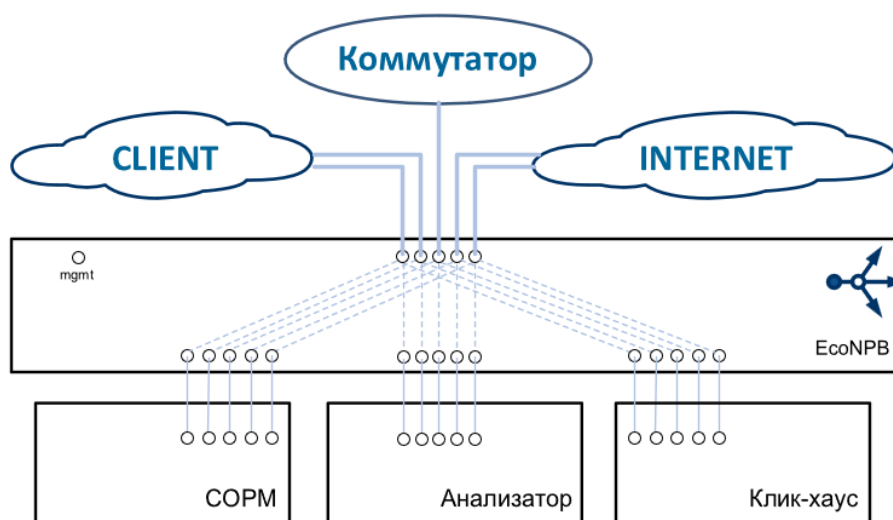 Коммутатор
CLIENT
INTERNET
mgmt
EcoNPB
СОРМ
Анализатор
Клик-хаус